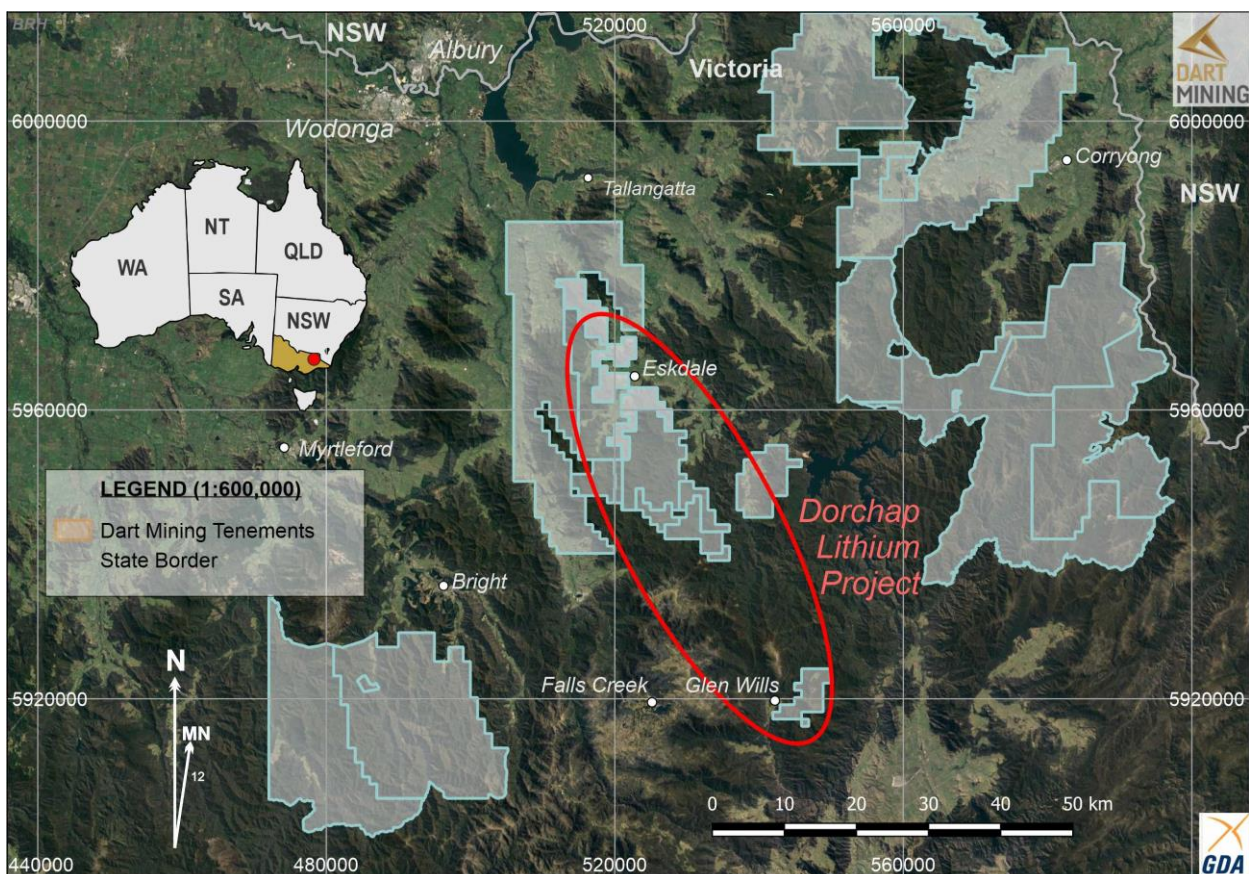 BRH
NSW
Albury
520000
560000
Victoria
DART
MINING
Wodonga
6000000
6000000
Corryong
Tallangatta
NSW
NT
QLD
WA
SA
NSW
Eskdale
5960000
5960000
Myrtleford
LEGEND (1:600,000)
Dart Mining Tenements
State Border
Dorchap
Lithium
Project
Bright
N
Falls Creek
Glen Wills
5920000
5920000
MN
12
0 10 20 30 40 50 km
440000
480000
520000
560000
GDA